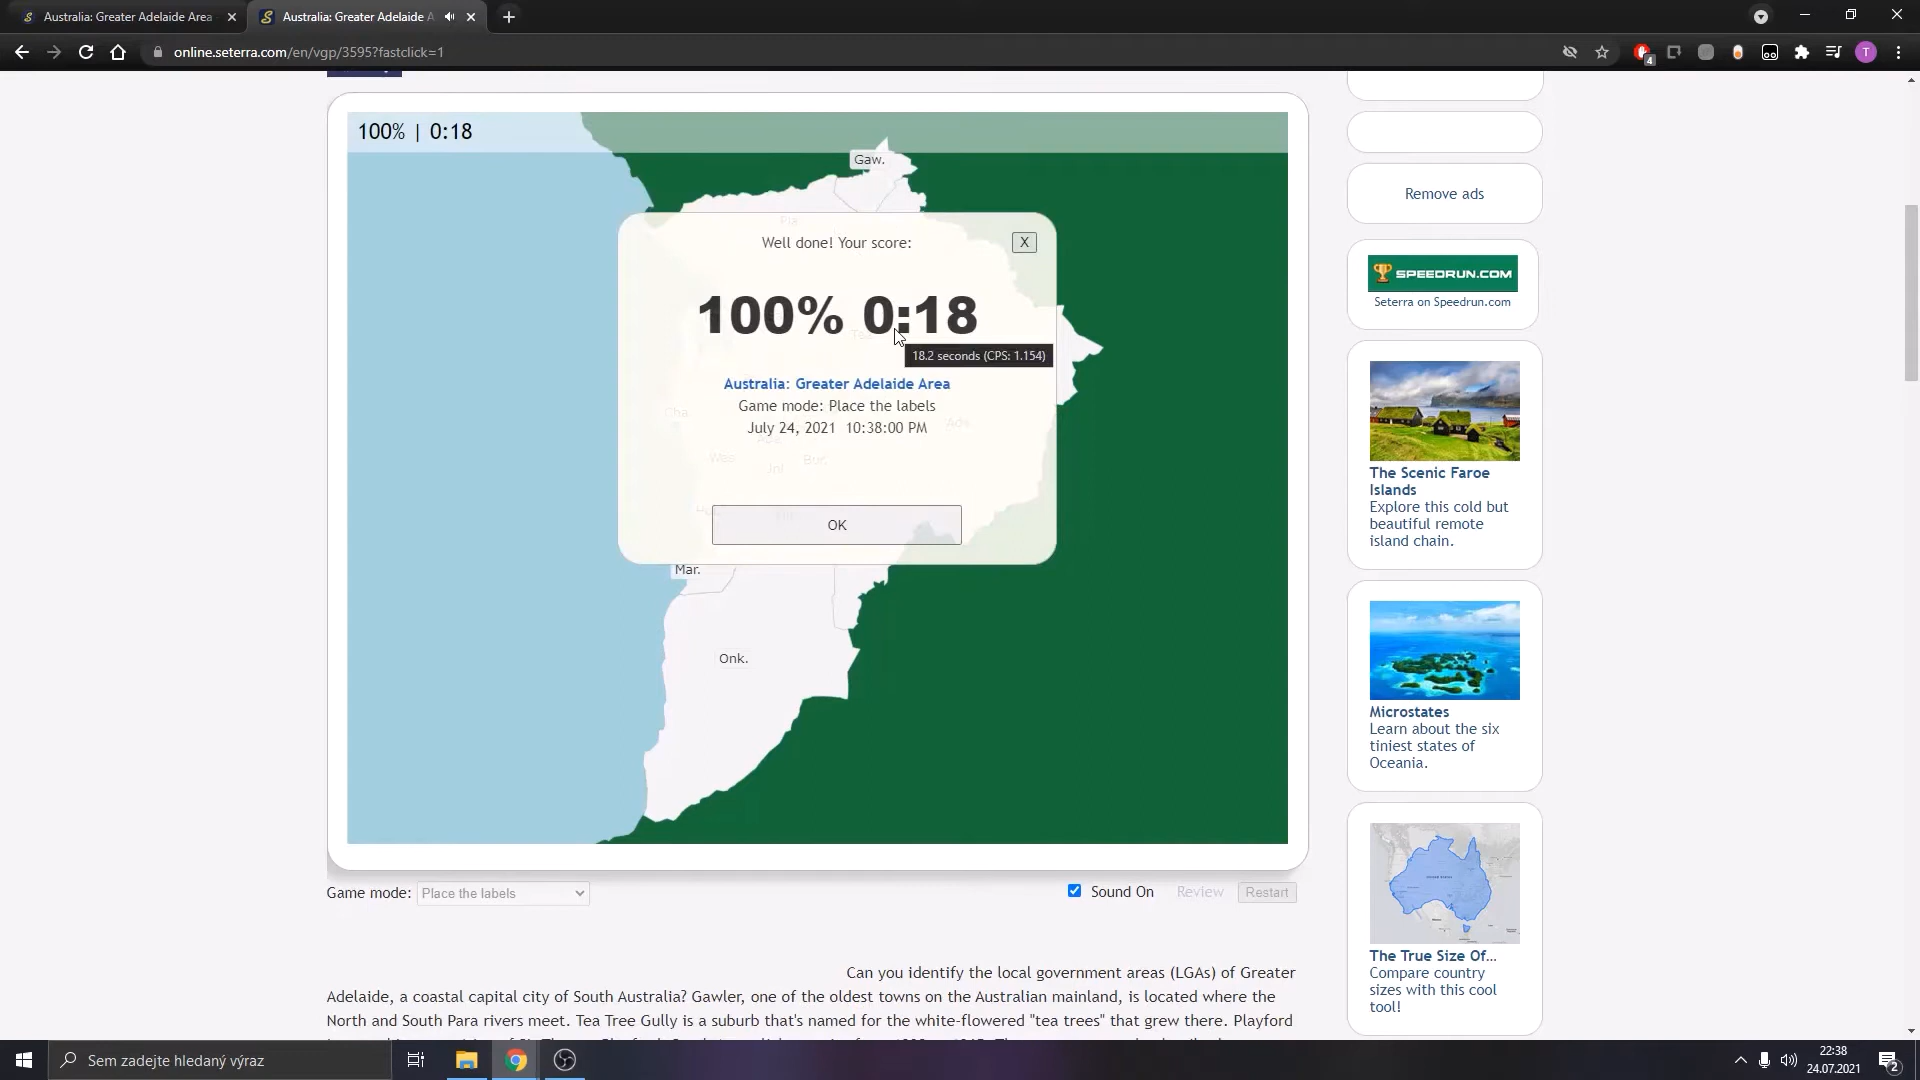 Australia: Greater Adelaide Area
Australia: Greater Adelaide A
online.seterra.com/en/vgp/3595?fastclick=1
4
T
100% | 0:18
Gaw.
Pla.
Well done! Your score:
X
100% 0:18
18.2 seconds (CPS: 1.154)
Australia: Greater Adelaide Area
Game mode: Place the labels
July 24, 2021 10:38:00 PM
Cha
Ade.
Wes.
Bur.
OK
Mar.
Onk.
Game mode: Place the labels
Sound On
Review
Restart
Can you identify the local government areas (LGAs) of Greater
Adelaide, a coastal capital city of South Australia? Gawler, one of the oldest towns on the Australian mainland, is located where the
North and South Para rivers meet. Tea Tree Gully is a suburb that's named for the white-flowered "tea trees" that grew there. Playford
Remove ads
SPEEDRUN.COM
Seterra on Speedrun.com
The Scenic Faroe
Islands
Explore this cold but
beautiful remote
island chain.
Microstates
Learn about the six
tiniest states of
Oceania.
The True Size Of...
Compare country
sizes with this cool
tool!
Sem zadejte hledaný výraz
22:38
24.07.2021
2